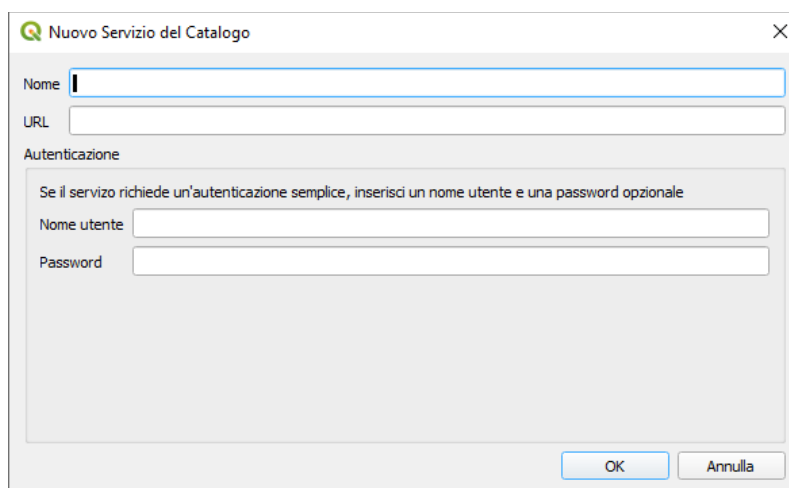 Nuovo Servizio del Catalogo
Nome
URL
Autenticazione
Se il servizo richiede un'autenticazione semplice, inserisci un nome utente e una password opzionale
Nome utente
Password
OK Annulla